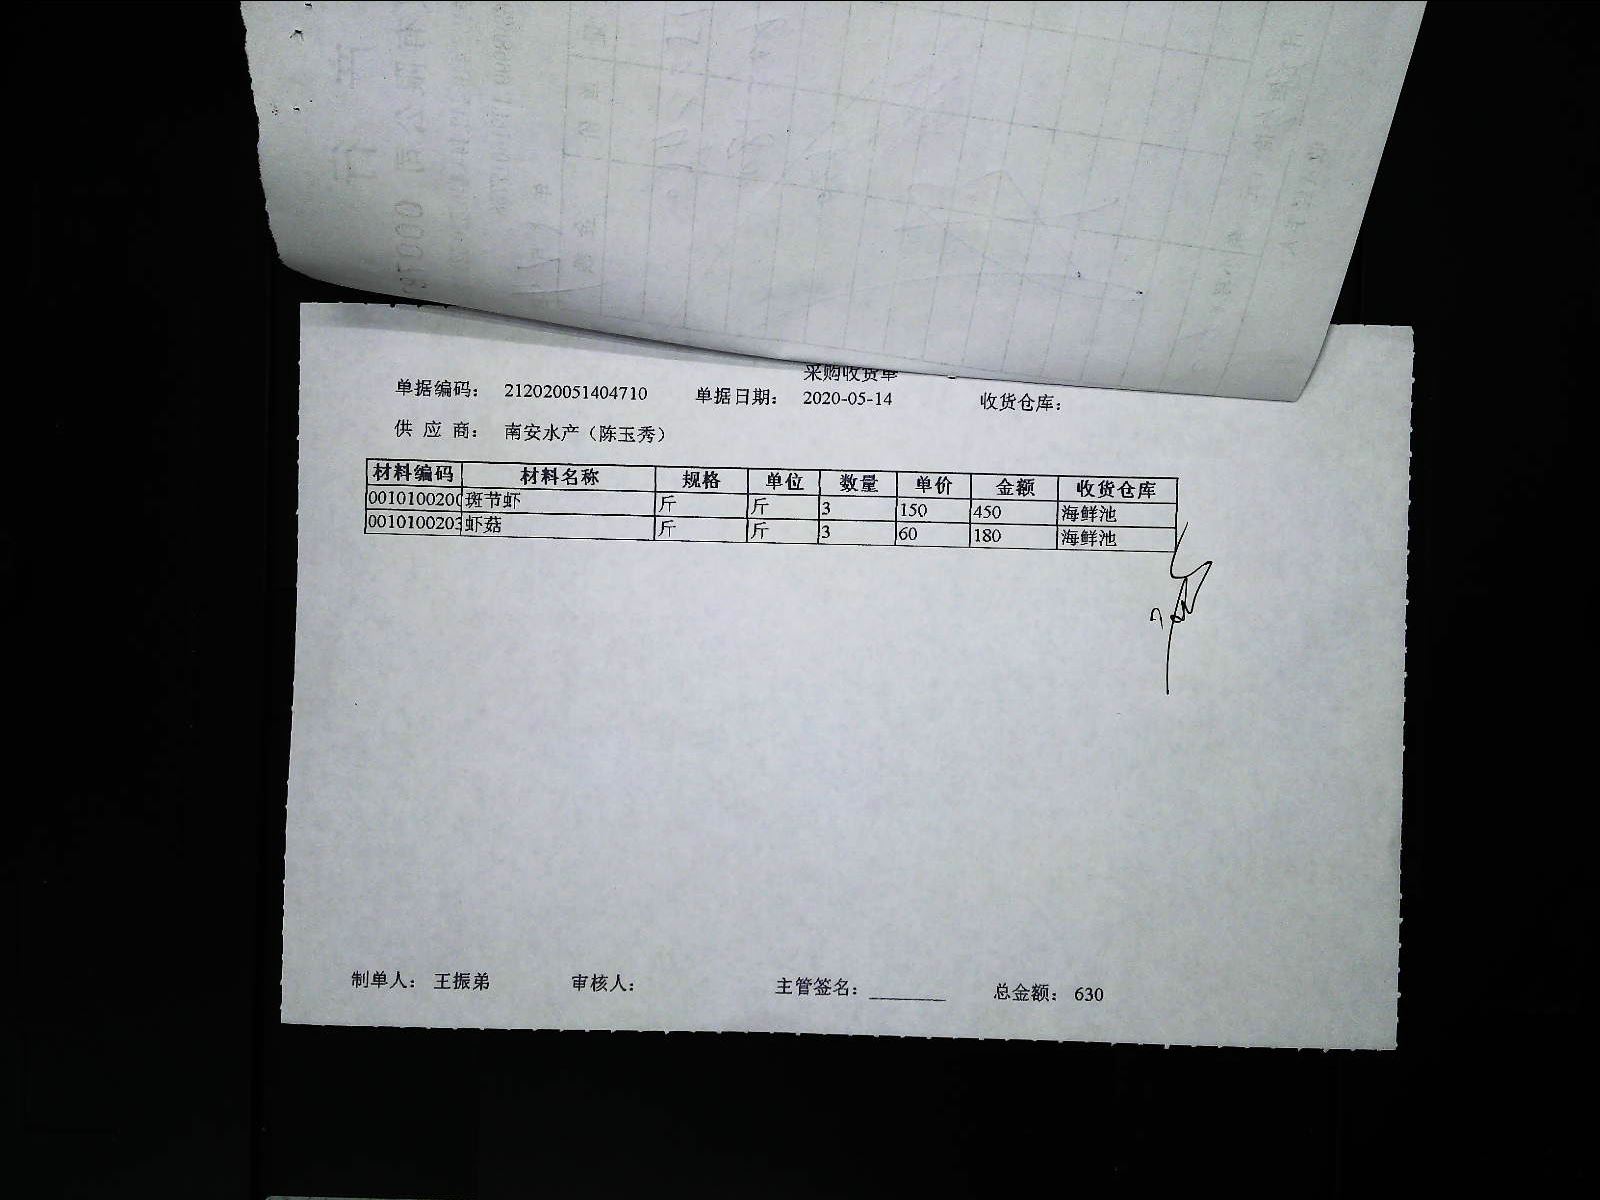 采购收货单
单据编码： 212020051404710 单据日期： 2020-05-14 收货仓库：
供 应 商： 南安水产（陈玉秀）
材料编码 材料名称 规格 单位 数量 单价 金额 收货仓库
0010100200 斑节虾 斤 斤 3 150 450 海鲜池
0010100203 虾菇 斤 斤 3 60 180 海鲜池
制单人： 王振弟 审核人： 主管签名： ________ 总金额： 630